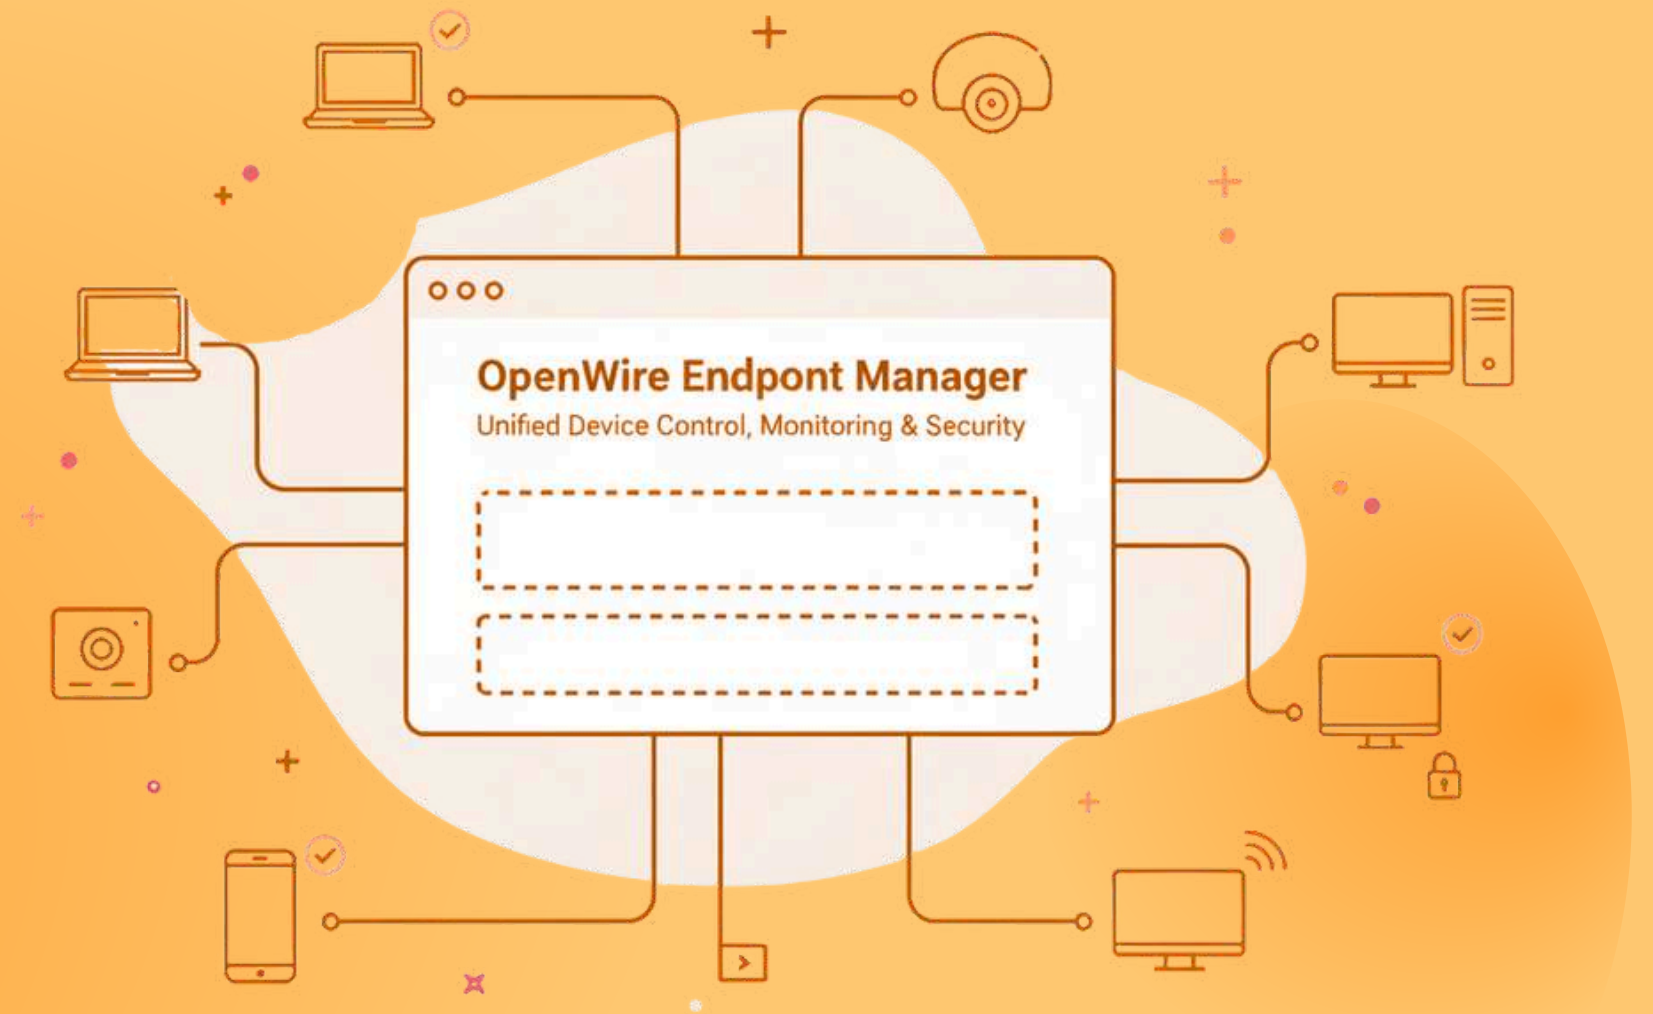 OpenWire Endpont Manager
Unified Device Control, Monitoring & Security